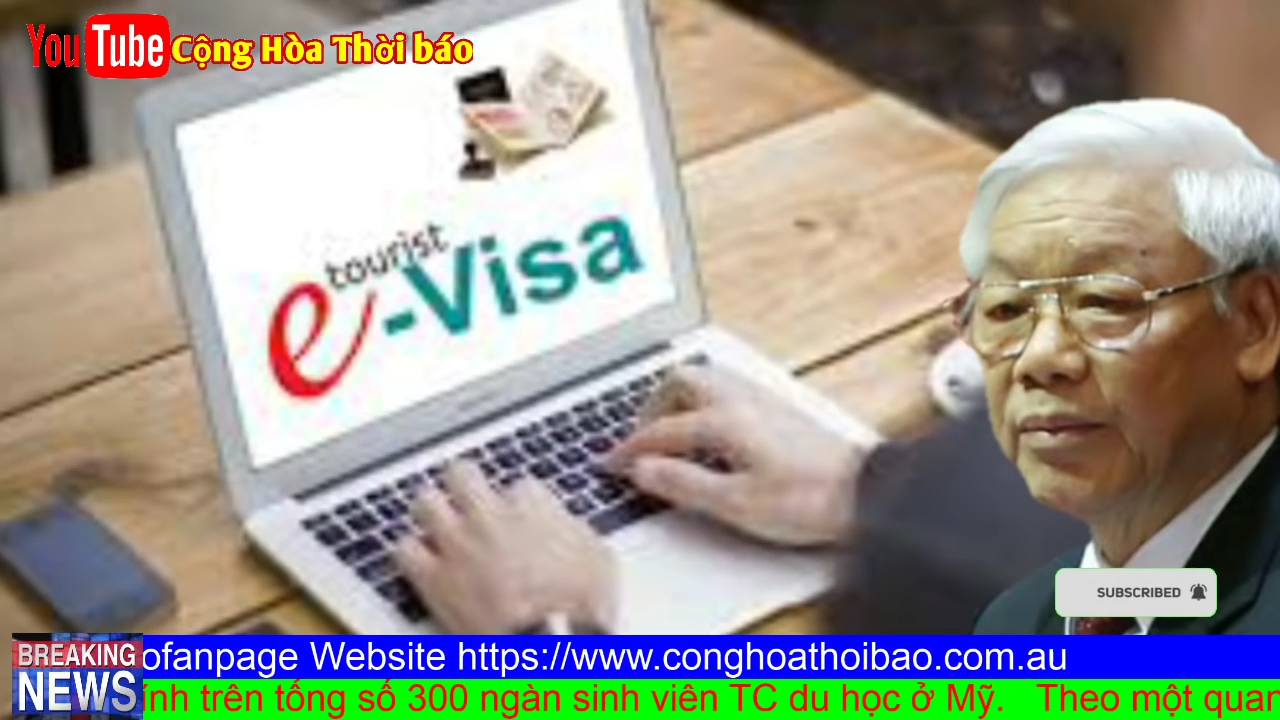 YouTube Cộng Hòa Thời báo
tourist
e-Visa
SUBSCRIBED
BREAKING
NEWS
ofanpage Website https://www.conghoathoibao.com.au
ính trên tổng số 300 ngàn sinh viên TC du học ở Mỹ. Theo một quan